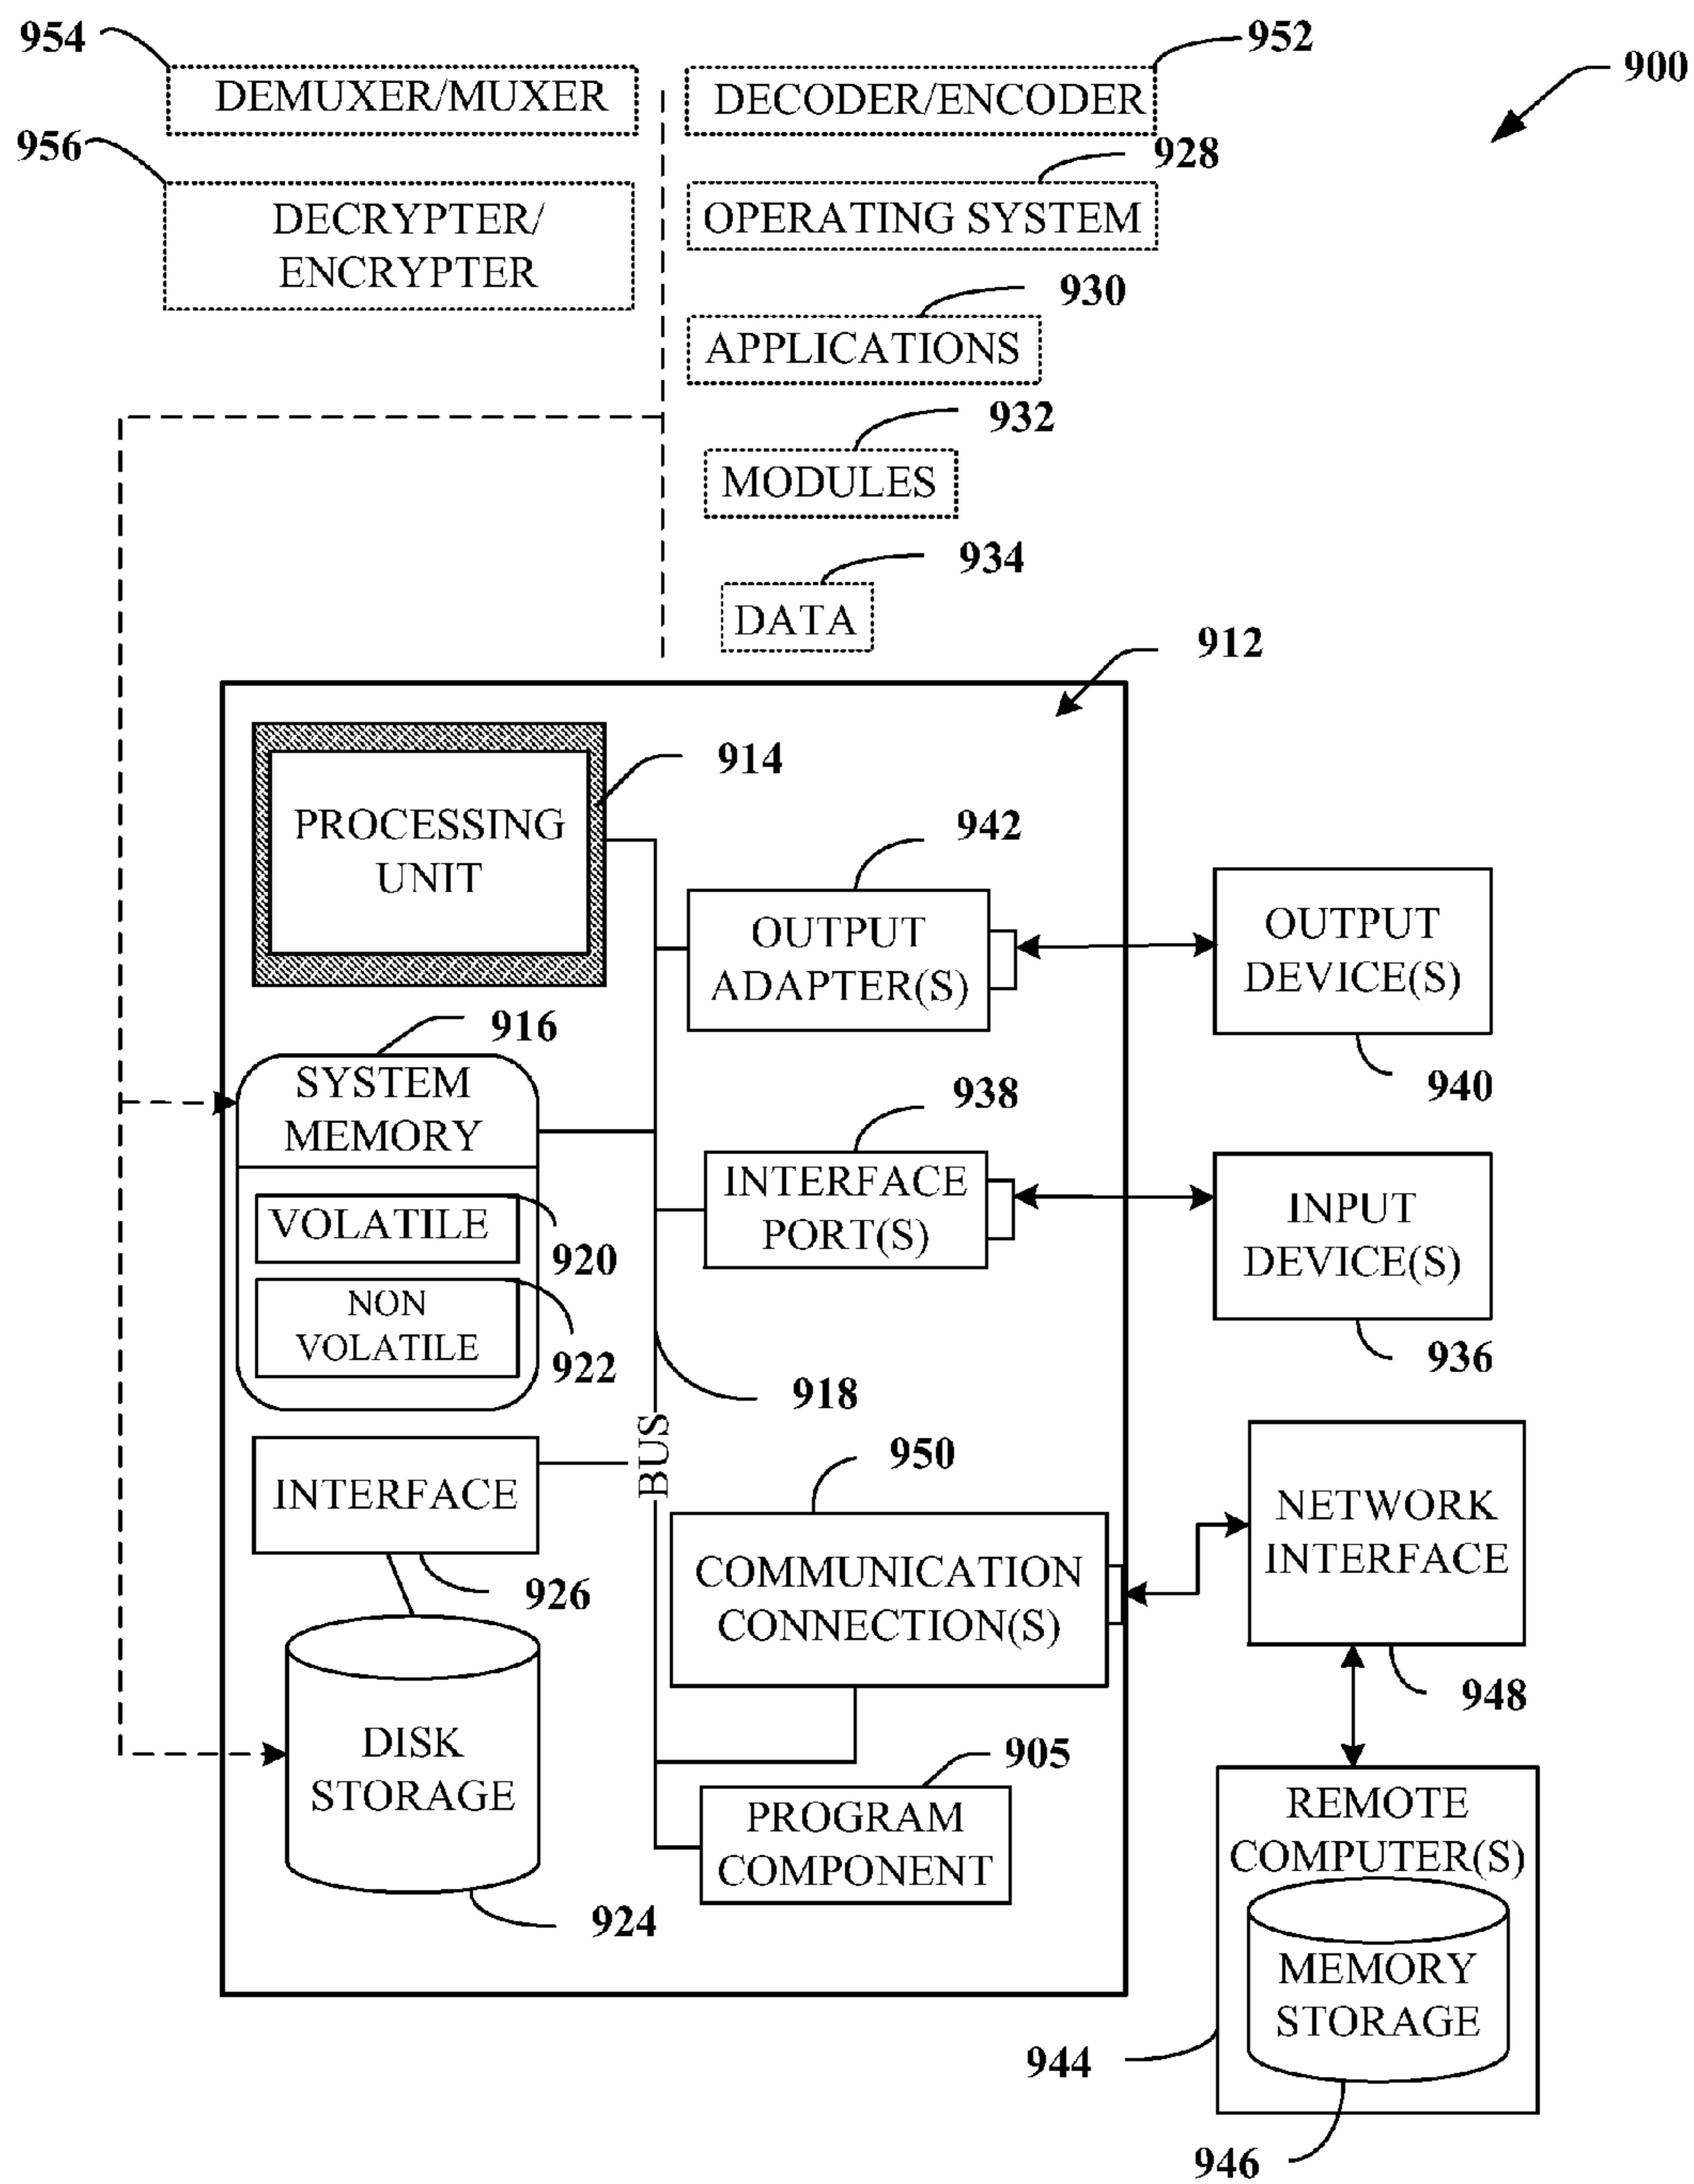 954
952
900
DEMUXER/MUXER
DECODER/ENCODER
956
928
DECRYPTER/
ENCRYPTER
OPERATING SYSTEM
930
APPLICATIONS
932
MODULES
934
DATA
912
914
PROCESSING
UNIT
942
OUTPUT
ADAPTER(S)
OUTPUT
DEVICE(S)
940
916
SYSTEM
MEMORY
938
INTERFACE
PORT(S)
INPUT
DEVICE(S)
936
VOLATILE
920
NON
VOLATILE
922
918
BUS
950
INTERFACE
926
COMMUNICATION
CONNECTION(S)
NETWORK
INTERFACE
948
DISK
STORAGE
924
905
PROGRAM
COMPONENT
REMOTE
COMPUTER(S)
MEMORY
STORAGE
944
946